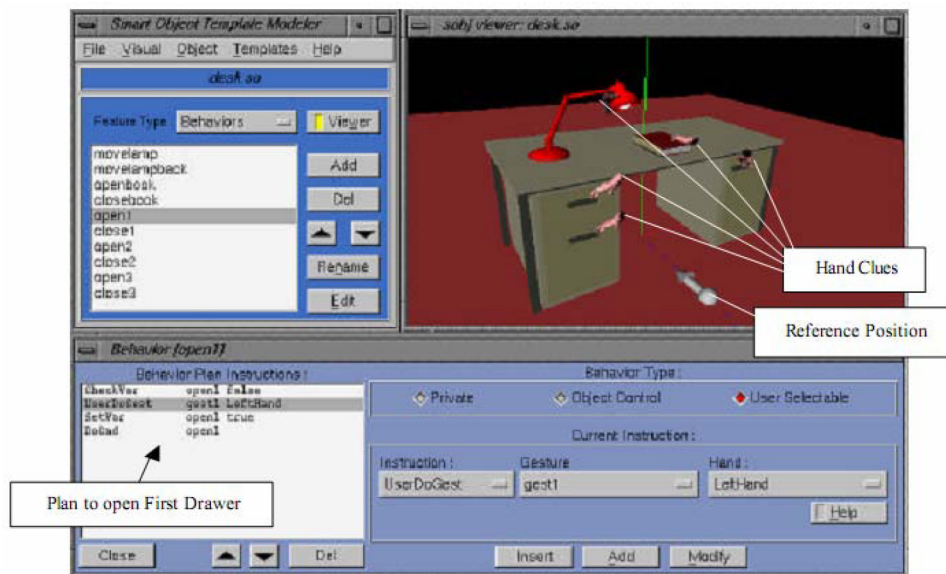 Smart Object Template Modeler
File Visual Object Templates Help
desk.so
Feature Type Behaviors Viewer
movelamp
movelampback
openbook
closebook
open1
close1
open2
close2
open3
close3
Add
Del
Rename
Edit
sobj viewer: desk.so
Hand Clues
Reference Position
Behavior [open1]
Behavior Plan Instructions :
CheckVar open1 false
UserDoGest gest1 LeftHand
SetVar open1 true
DoCmd open1
Plan to open First Drawer
Close Del
Behavior Type :
Private Object Control User Selectable
Current Instruction :
Instruction : Gesture Hand :
UserDoGest gest1 LeftHand
Help
Insert Add Modify